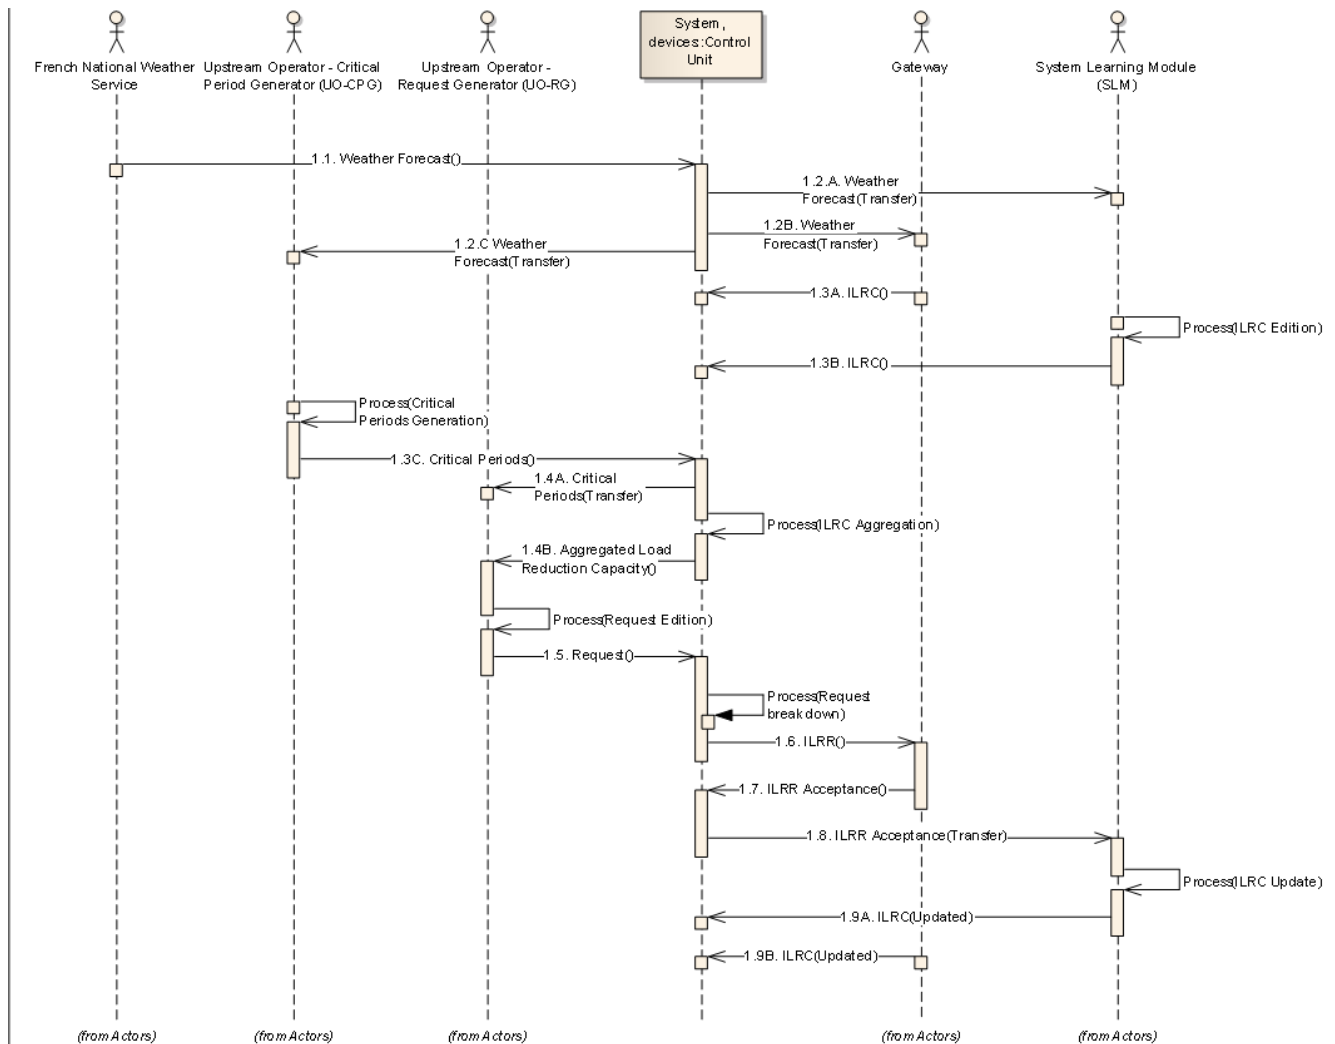 System,
devices::Control
Unit
French National Weather
Service
Upstream Operator - Critical
Period Generator (UO-CPG)
Upstream Operator -
Request Generator (UO-RG)
Gateway
System Learning Module
(SLM)
1.1. Weather Forecast()
1.2.A. Weather
Forecast(Transfer)
1.2B. Weather
Forecast(Transfer)
1.2.C Weather
Forecast(Transfer)
1.3A. ILRC()
Process(ILRC Edition)
1.3B. ILRC()
Process(Critical
Periods Generation)
1.3C. Critical Periods()
1.4A. Critical
Periods(Transfer)
Process(ILRC Aggregation)
1.4B. Aggregated Load
Reduction Capacity()
Process(Request Edition)
1.5. Request()
Process(Request
breakdown)
1.6. ILRR()
1.7. ILRR Acceptance()
1.8. ILRR Acceptance(Transfer)
Process(ILRC Update)
1.9A. ILRC(Updated)
1.9B. ILRC(Updated)
(from Actors)
(from Actors)
(from Actors)
(from Actors)
(from Actors)